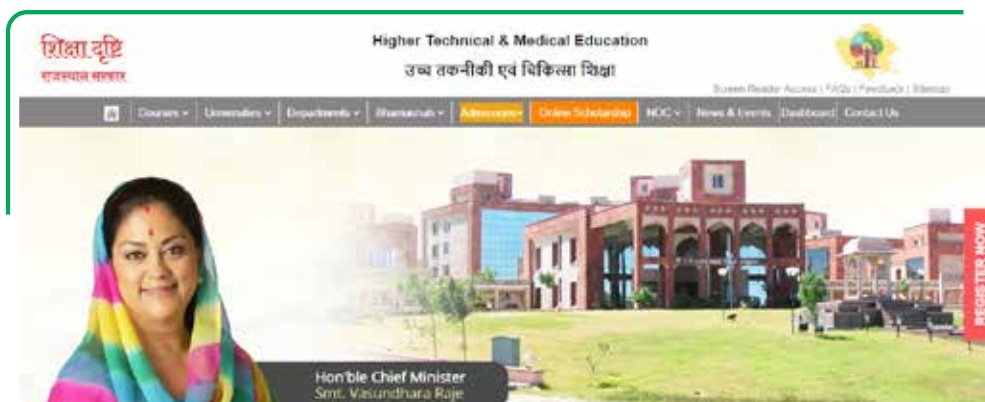 शिक्षा दृष्टि
राजस्थान सरकार
Higher Technical & Medical Education
उच्च तकनीकी एवं चिकित्सा शिक्षा
Screen Reader Access | FAQs | Feedback | Sitemap
Courses Universities Departments Bhamashah Admissions Online Scholarship NOC News & Events Dashboard Contact Us
REGISTER NOW
Hon'ble Chief Minister
Smt. Vasundhara Raje